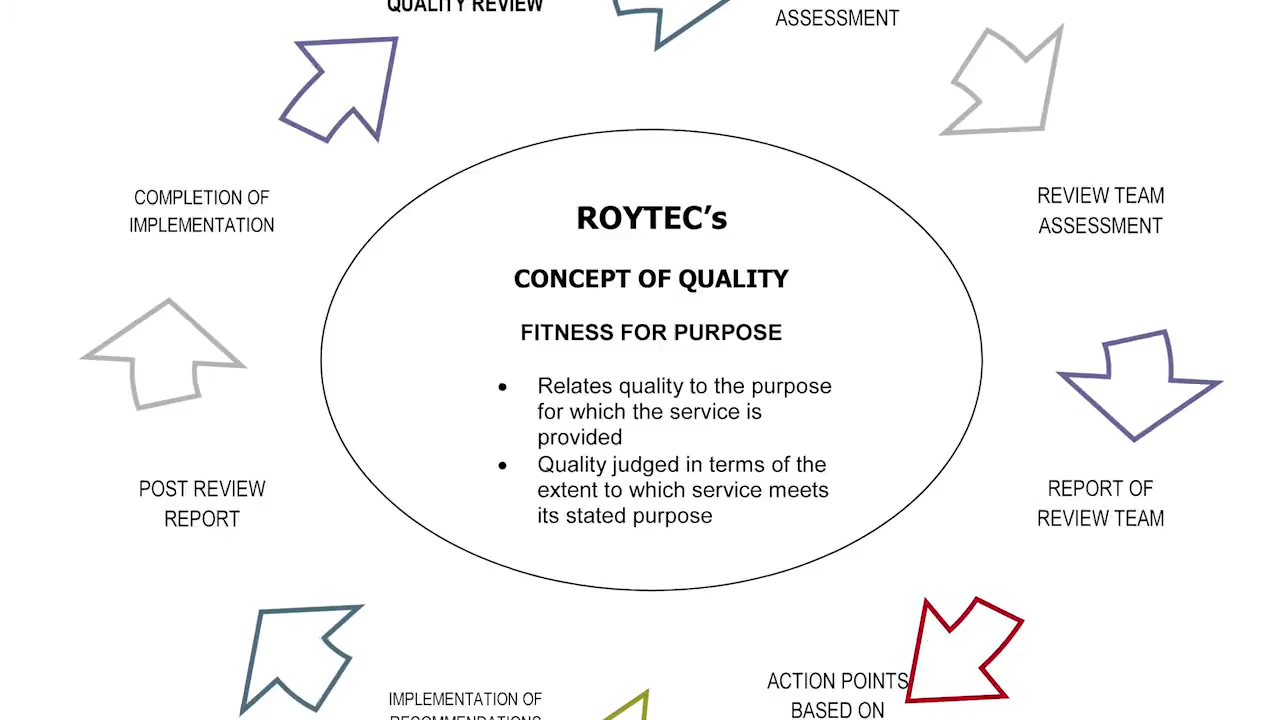 QUALITY REVIEW
ASSESSMENT
COMPLETION OF
IMPLEMENTATION
ROYTEC’s
CONCEPT OF QUALITY
FITNESS FOR PURPOSE
• Relates quality to the purpose
for which the service is
provided
• Quality judged in terms of the
extent to which service meets
its stated purpose
REVIEW TEAM
ASSESSMENT
POST REVIEW
REPORT
REPORT OF
REVIEW TEAM
IMPLEMENTATION OF
RECOMMENDATIONS
ACTION POINTS
BASED ON